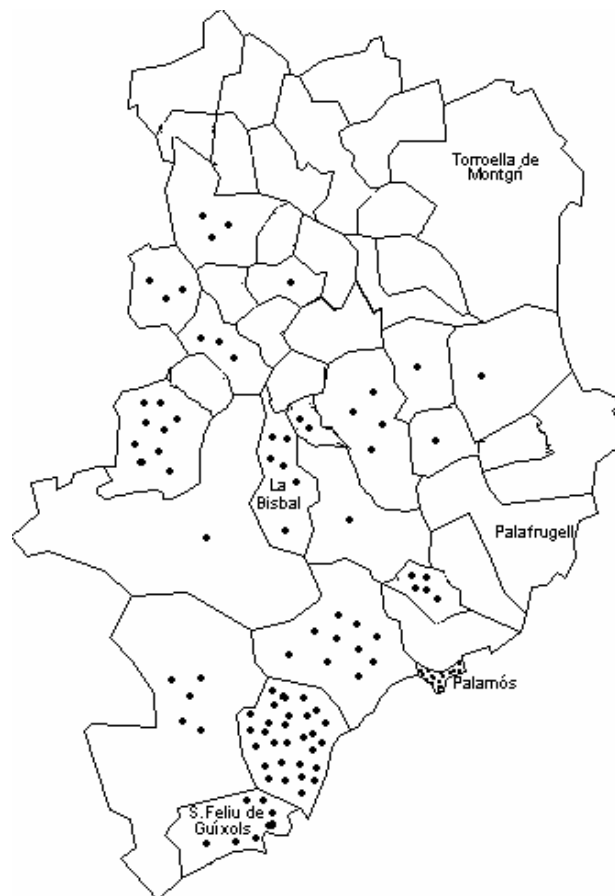 Torroella de
Montgrí
La
Bisbal
Palafrugell
Palamós
S. Feliu de
Guíxols